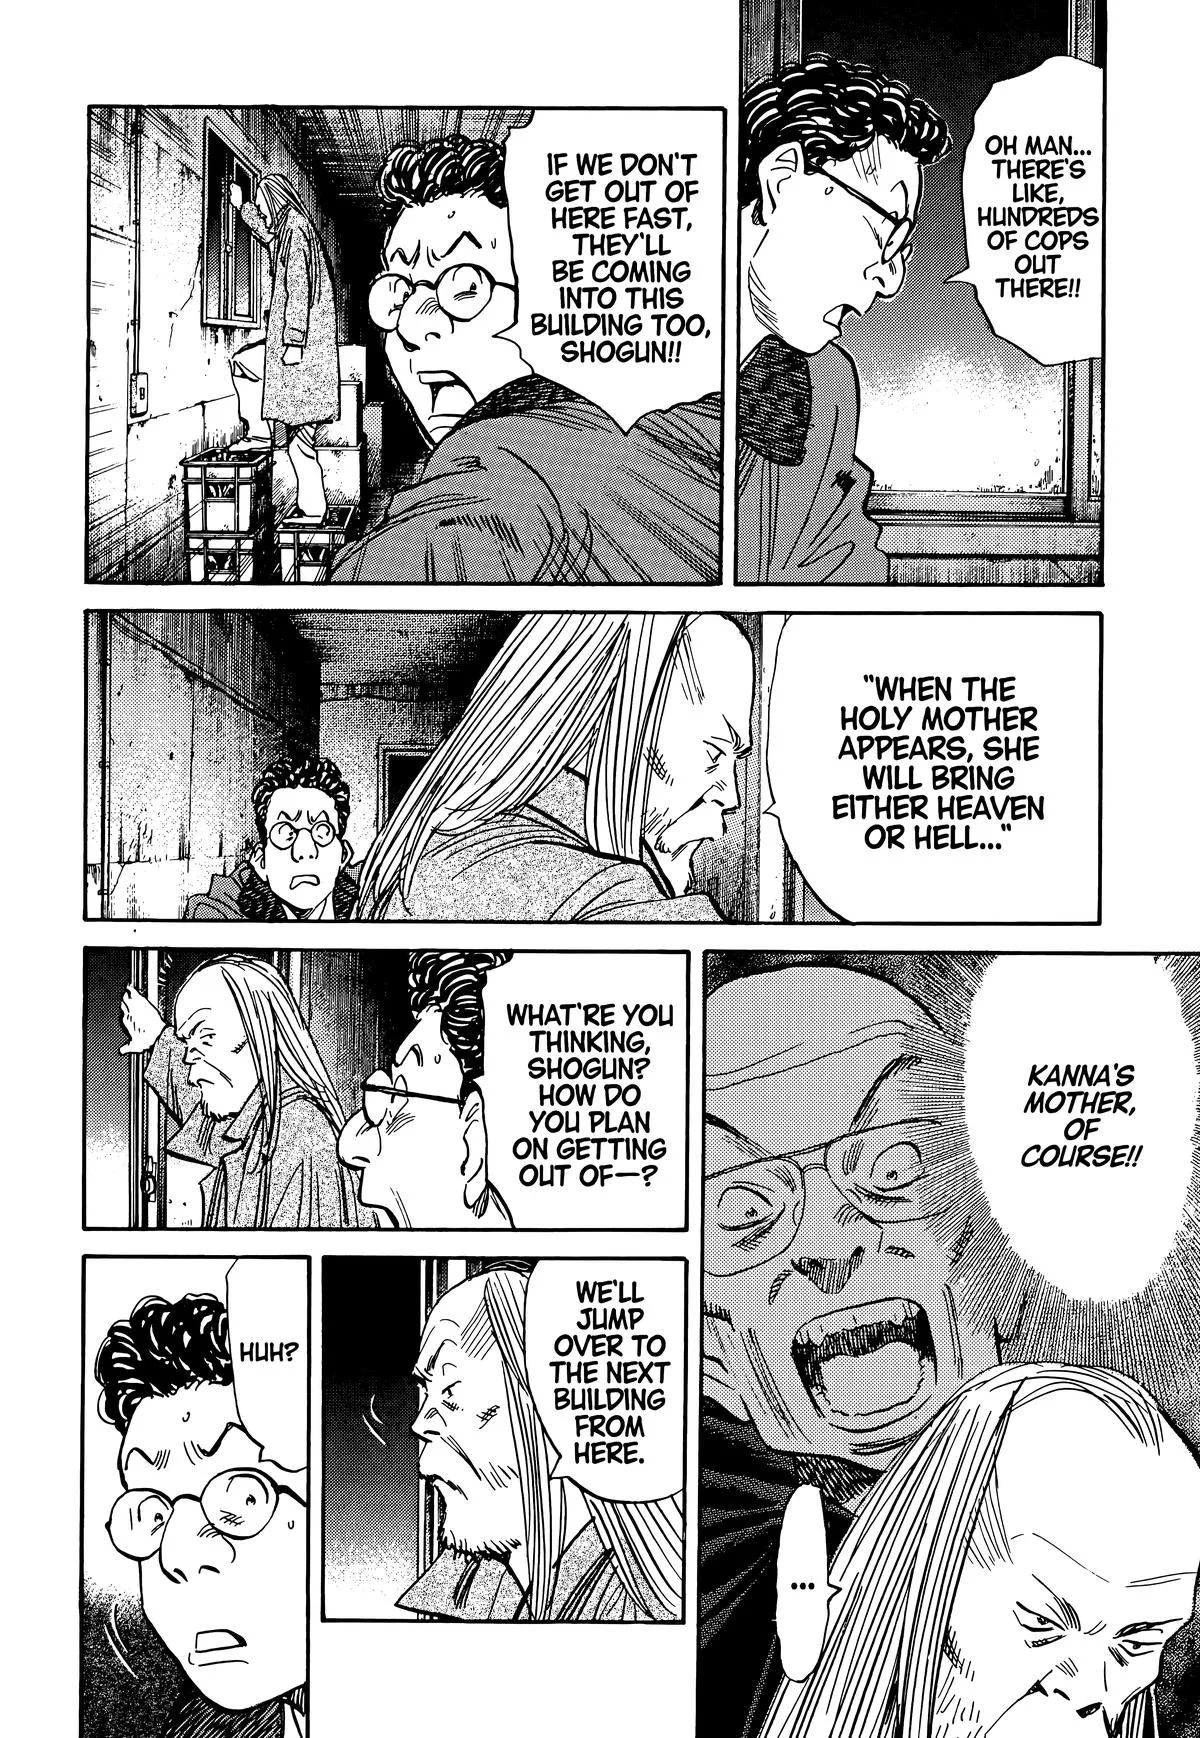 OH MAN...
THERE'S
LIKE,
HUNDREDS
OF COPS
OUT
THERE!!
IF WE DON'T
GET OUT OF
HERE FAST,
THEY'LL
BE COMING
INTO THIS
BUILDING TOO,
SHOGUN!!
"WHEN THE
HOLY MOTHER
APPEARS, SHE
WILL BRING
EITHER HEAVEN
OR HELL..."
KANNA'S
MOTHER,
OF
COURSE!!
...
WHAT'RE YOU
THINKING,
SHOGUN?
HOW DO
YOU PLAN
ON GETTING
OUT OF—?
WE'LL
JUMP
OVER TO
THE NEXT
BUILDING
FROM
HERE.
HUH?